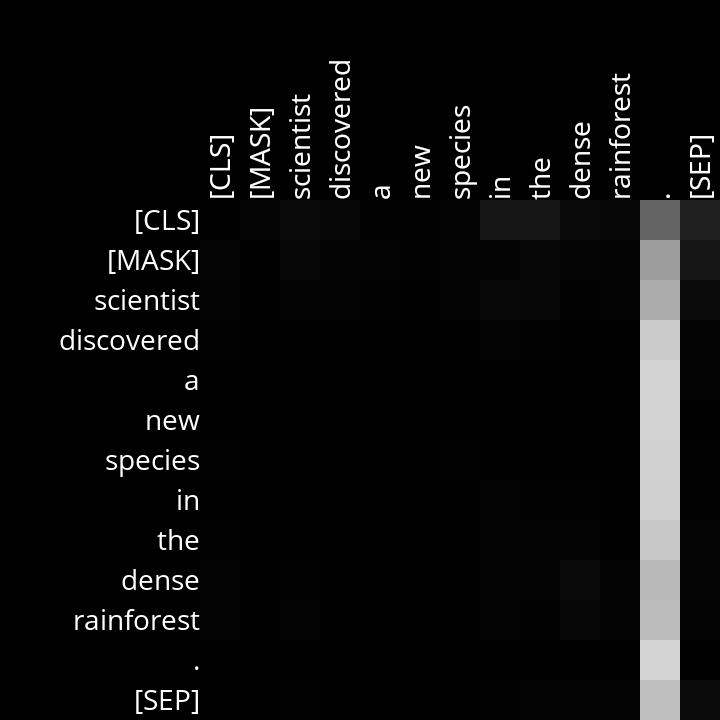 [CLS] [MASK] scientist discovered a new species in the dense rainforest . [SEP]
[CLS]
[MASK]
scientist
discovered
a
new
species
in
the
dense
rainforest
.
[SEP]